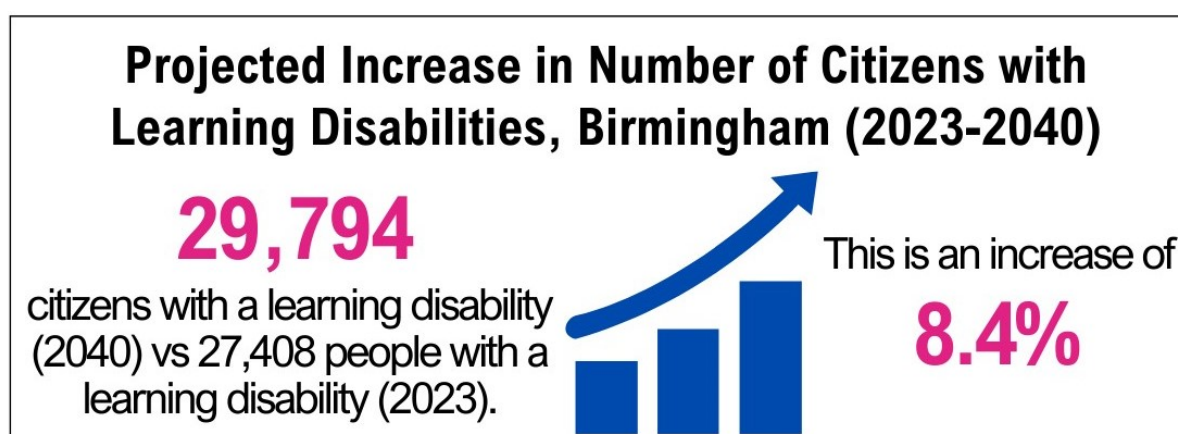 Projected Increase in Number of Citizens with
Learning Disabilities, Birmingham (2023-2040)
29,794
citizens with a learning disability
(2040) vs 27,408 people with a
learning disability (2023).
This is an increase of
8.4%